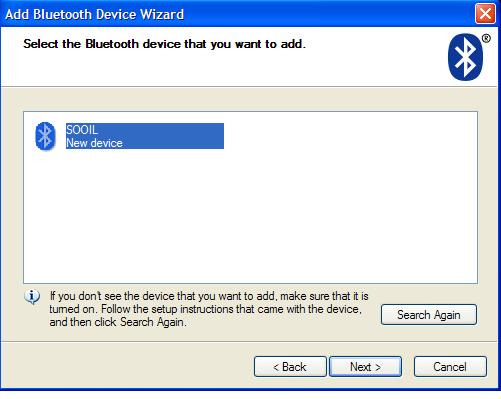 Add Bluetooth Device Wizard
Select the Bluetooth device that you want to add.
®
SOOIL
New device
If you don't see the device that you want to add, make sure that it is
turned on. Follow the setup instructions that came with the device,
and then click Search Again.
Search Again
< Back
Next >
Cancel